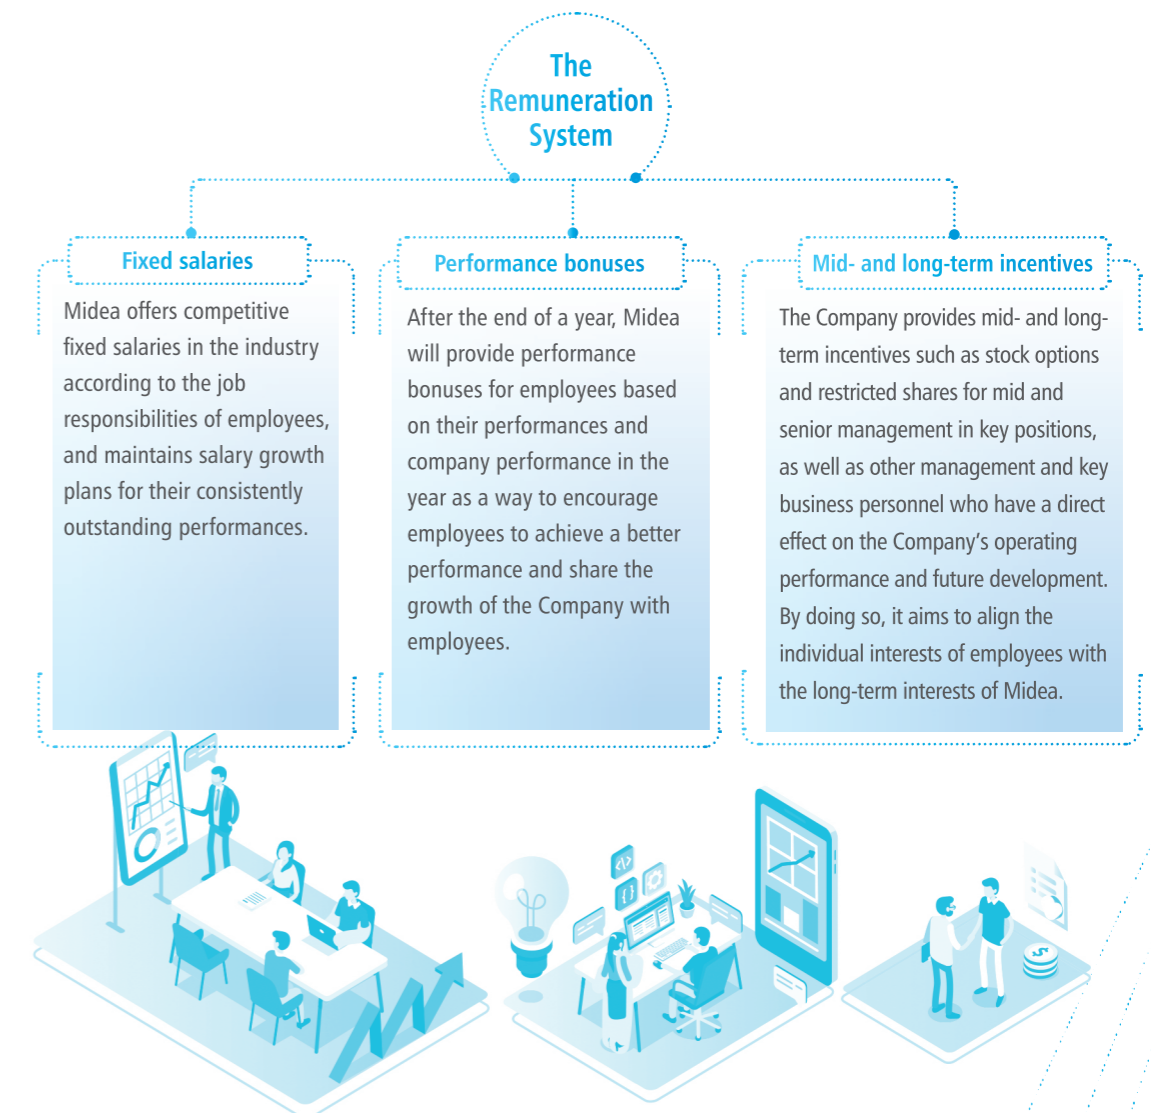 The
Remuneration
System
Fixed salaries
Midea offers competitive
fixed salaries in the industry
according to the job
responsibilities of employees,
and maintains salary growth
plans for their consistently
outstanding performances.
Performance bonuses
After the end of a year, Midea
will provide performance
bonuses for employees based
on their performances and
company performance in the
year as a way to encourage
employees to achieve a better
performance and share the
growth of the Company with
employees.
Mid- and long-term incentives
The Company provides mid- and long-
term incentives such as stock options
and restricted shares for mid and
senior management in key positions,
as well as other management and key
business personnel who have a direct
effect on the Company's operating
performance and future development.
By doing so, it aims to align the
individual interests of employees with
the long-term interests of Midea.